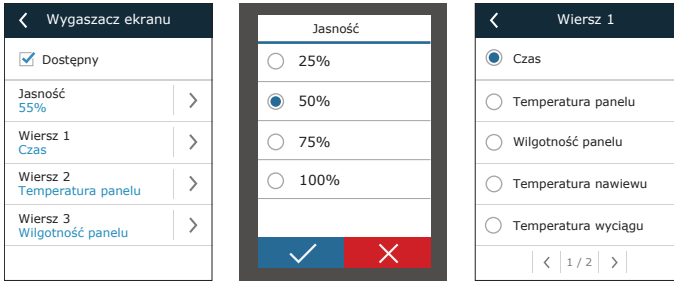 Wygaszacz ekranu
Dostępny
Jasność
55%
Wiersz 1
Czas
Wiersz 2
Temperatura panelu
Wiersz 3
Wilgotność panelu
Jasność
25%
50%
75%
100%
Wiersz 1
Czas
Temperatura panelu
Wilgotność panelu
Temperatura nawiewu
Temperatura wyciągu
1 / 2